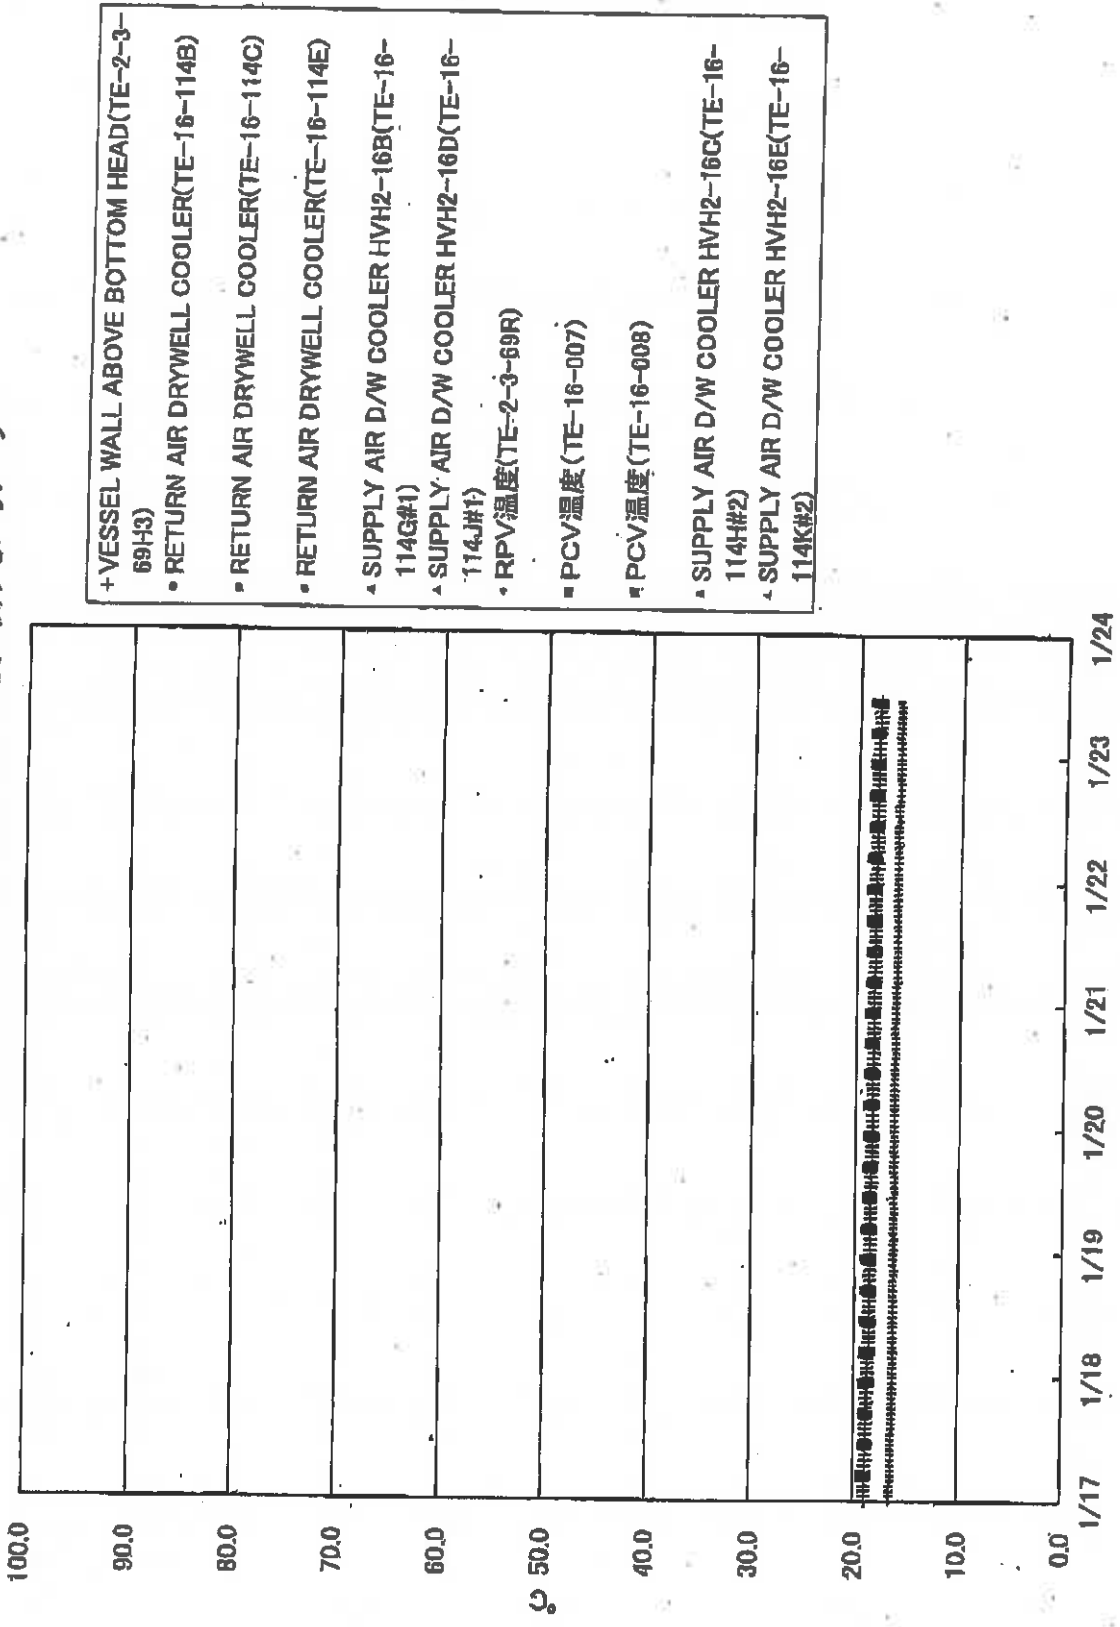 +VESSEL WALL ABOVE BOTTOM HEAD(TE-2-3-
69H3)
• RETURN AIR DRYWELL COOLER(TE-16-114B)
• RETURN AIR DRYWELL COOLER(TE-16-114C)
• RETURN AIR DRYWELL COOLER(TE-16-114E)
▲ SUPPLY AIR D/W COOLER HVH2-16B(TE-16-
114G#1)
▲ SUPPLY AIR D/W COOLER HVH2-16D(TE-16-
114J#1)
• RPV温度(TE-2-3-69R)
■ PCV温度(TE-16-007)
■ PCV温度(TE-16-008)
▲ SUPPLY AIR D/W COOLER HVH2-16C(TE-16-
114H#2)
▲ SUPPLY AIR D/W COOLER HVH2-16E(TE-16-
114K#2)
100.0
90.0
80.0
70.0
60.0
50.0
40.0
30.0
20.0
10.0
0.0
℃
1/17 1/18 1/19 1/20 1/21 1/22 1/23 1/24